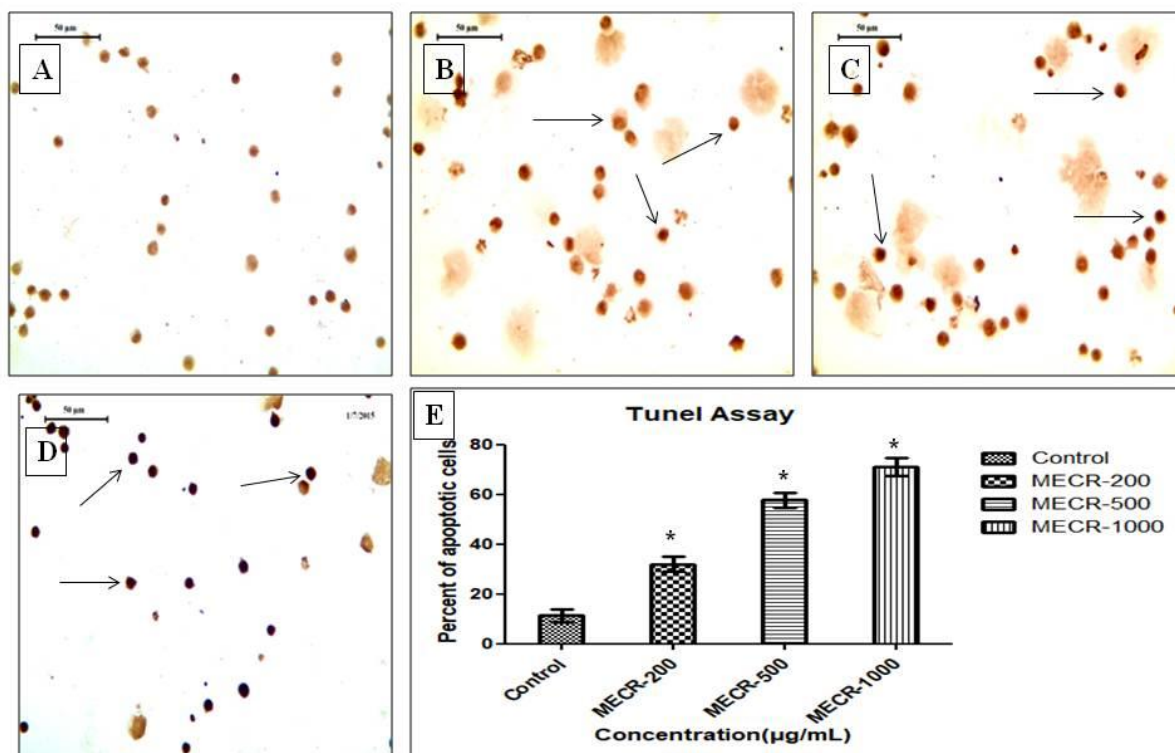 50 µm
A
50 µm
B
50 µm
C
50 µm
D
1/7/2015
E
Tunel Assay
Percent of apoptotic cells
80
60
40
20
0
*
*
*
Control
MECR-200
MECR-500
MECR-1000
Control
MECR-200
MECR-500
MECR-1000
Concentration(µg/mL)